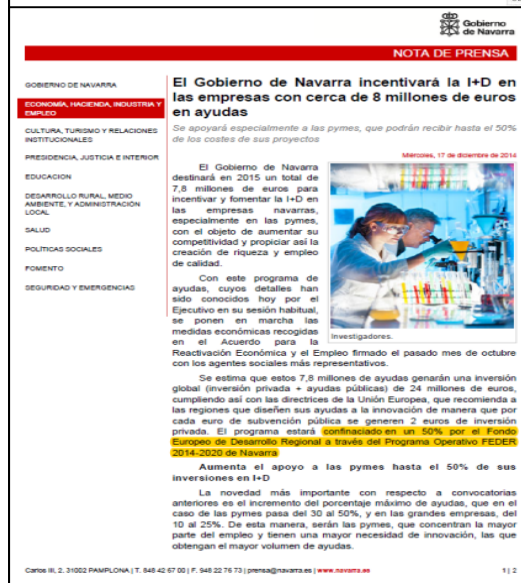 Gobierno
de Navarra
NOTA DE PRENSA
GOBIERNO DE NAVARRA
ECONOMÍA, HACIENDA, INDUSTRIA Y
EMPLEO
CULTURA, TURISMO Y RELACIONES
INSTITUCIONALES
PRESIDENCIA, JUSTICIA E INTERIOR
EDUCACION
DESARROLLO RURAL, MEDIO
AMBIENTE, Y ADMINISTRACIÓN
LOCAL
SALUD
POLÍTICAS SOCIALES
FOMENTO
SEGURIDAD Y EMERGENCIAS
El Gobierno de Navarra incentivará la I+D en
las empresas con cerca de 8 millones de euros
en ayudas
Se apoyará especialmente a las pymes, que podrán recibir hasta el 50%
de los costes de sus proyectos
Miércoles, 17 de diciembre de 2014
El Gobierno de Navarra
destinará en 2015 un total de
7,8 millones de euros para
incentivar y fomentar la I+D en
las empresas navarras,
especialmente en las pymes,
con el objeto de aumentar su
competitividad y propiciar así la
creación de riqueza y empleo
de calidad.
Con este programa de
ayudas, cuyos detalles han
sido conocidos hoy por el
Ejecutivo en su sesión habitual,
se ponen en marcha las
medidas económicas recogidas
en el Acuerdo para la
Investigadores.
Reactivación Económica y el Empleo firmado el pasado mes de octubre
con los agentes sociales más representativos.
Se estima que estos 7,8 millones de ayudas genarán una inversión
global (inversión privada + ayudas públicas) de 24 millones de euros,
cumpliendo así con las directrices de la Unión Europea, que recomienda a
las regiones que diseñen sus ayudas a la innovación de manera que por
cada euro de subvención pública se generen 2 euros de inversión
privada. El programa estará confinaciado en un 50% por el Fondo
Europeo de Desarrollo Regional a través del Programa Operativo FEDER
2014-2020 de Navarra
Aumenta el apoyo a las pymes hasta el 50% de sus
inversiones en I+D
La novedad más importante con respecto a convocatorias
anteriores es el incremento del porcentaje máximo de ayudas, que en el
caso de las pymes pasa del 30 al 50%, y en las grandes empresas, del
10 al 25%. De esta manera, serán las pymes, que concentran la mayor
parte del empleo y tienen una mayor necesidad de innovación, las que
obtengan el mayor volumen de ayudas.
Carlos III, 2, 31002 PAMPLONA | T. 848 42 67 00 | F. 948 22 76 73 | prensa@navarra.es | www.navarra.es 1 | 2